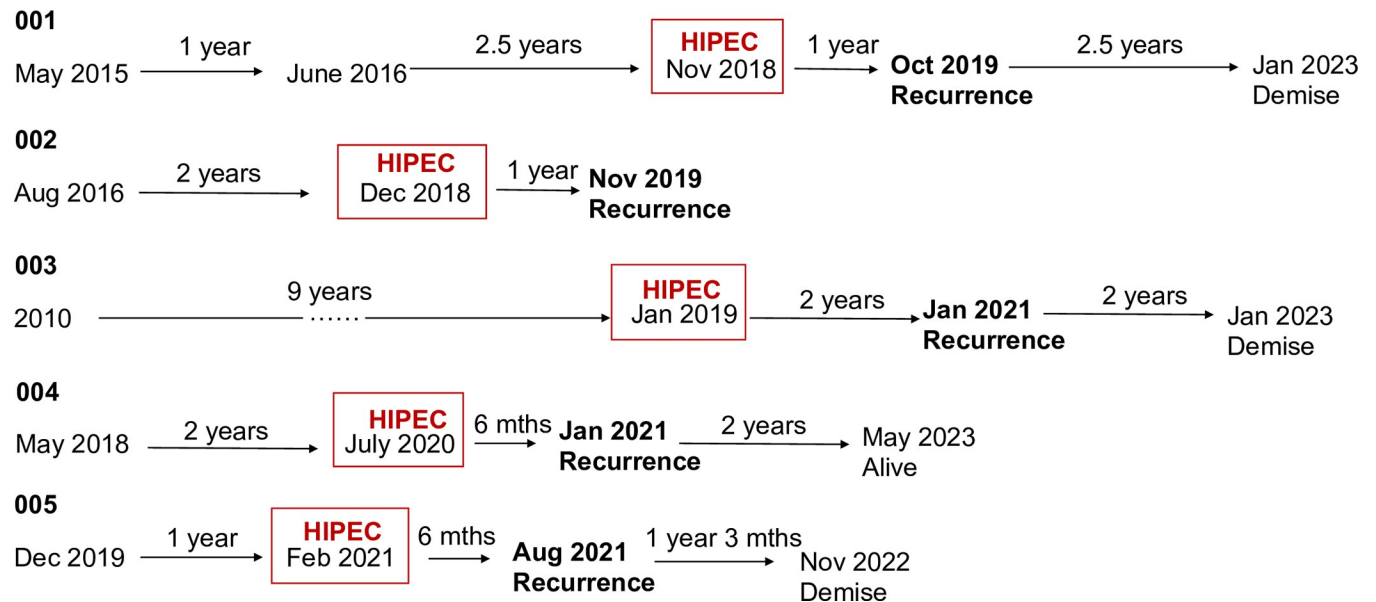 001
1 year
2.5 years
HIPEC
1 year
2.5 years
May 2015
June 2016
Nov 2018
Oct 2019
Recurrence
Jan 2023
Demise
002
2 years
HIPEC
1 year
Aug 2016
Dec 2018
Nov 2019
Recurrence
003
9 years
HIPEC
2 years
2 years
2010
......
Jan 2019
Jan 2021
Recurrence
Jan 2023
Demise
004
2 years
HIPEC
6 mths
2 years
May 2018
July 2020
Jan 2021
Recurrence
May 2023
Alive
005
1 year
HIPEC
6 mths
1 year 3 mths
Dec 2019
Feb 2021
Aug 2021
Recurrence
Nov 2022
Demise